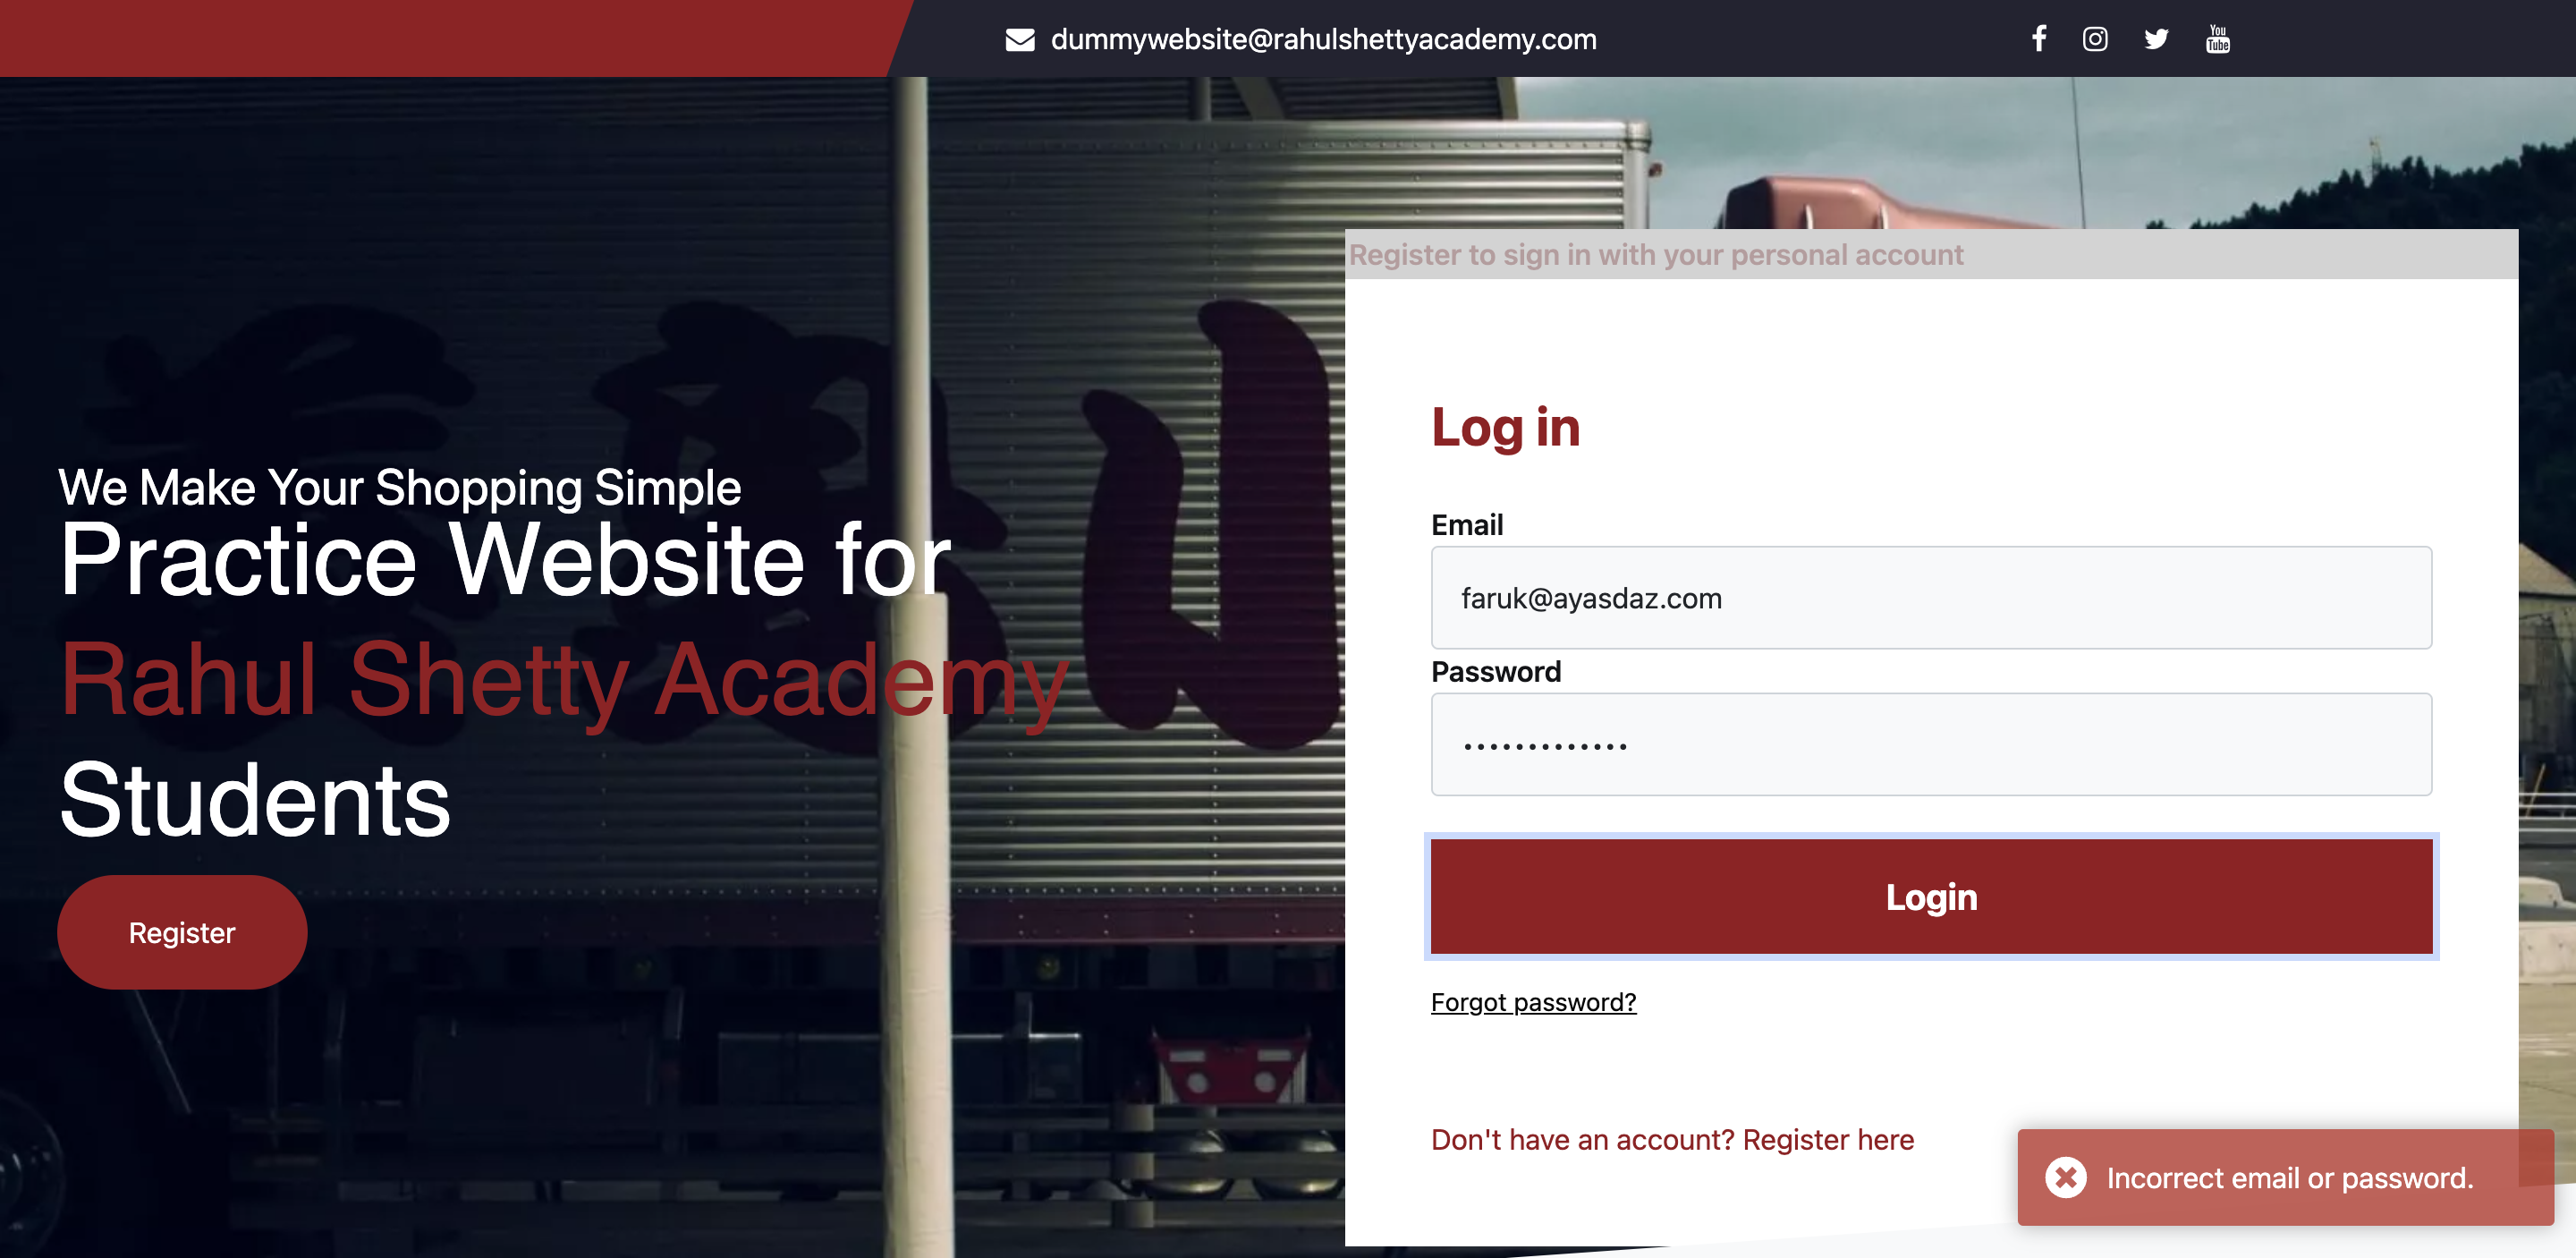 dummywebsite@rahulshettyacademy.com
You
Tube
Register to sign in with your personal account
We Make Your Shopping Simple
Practice Website for
Rahul Shetty Academy
Students
Register
Log in
Email
faruk@ayasdaz.com
Password
•••••••••••••
Login
Forgot password?
Don't have an account? Register here
Incorrect email or password.